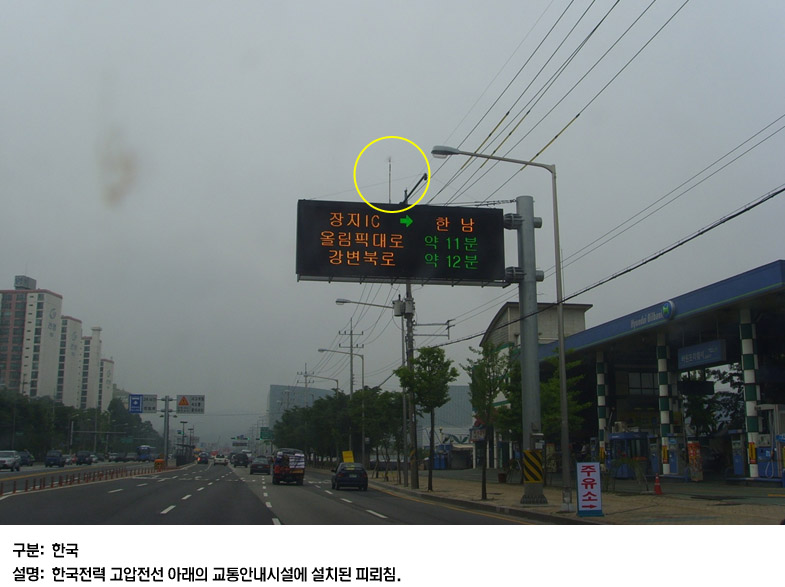 장지IC → 한남
올림픽대로 약 11분
강변북로 약 12분
주유소
구분: 한국
설명: 한국전력 고압전선 아래의 교통안내시설에 설치된 피뢰침.